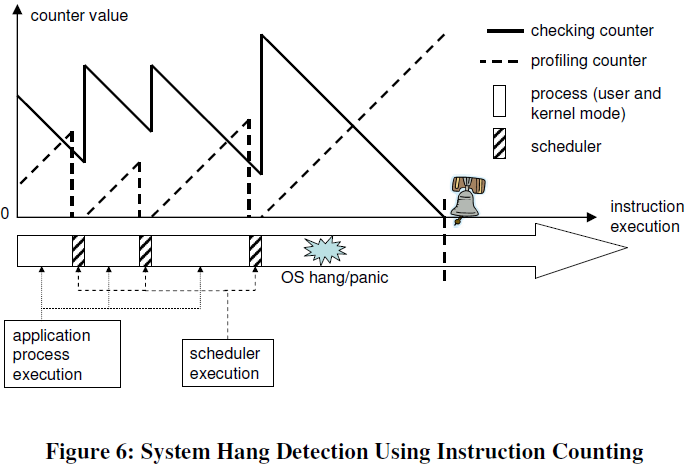 counter value
checking counter
profiling counter
process (user and
kernel mode)
scheduler
0
instruction
execution
OS hang/panic
application
process
execution
scheduler
execution
Figure 6: System Hang Detection Using Instruction Counting